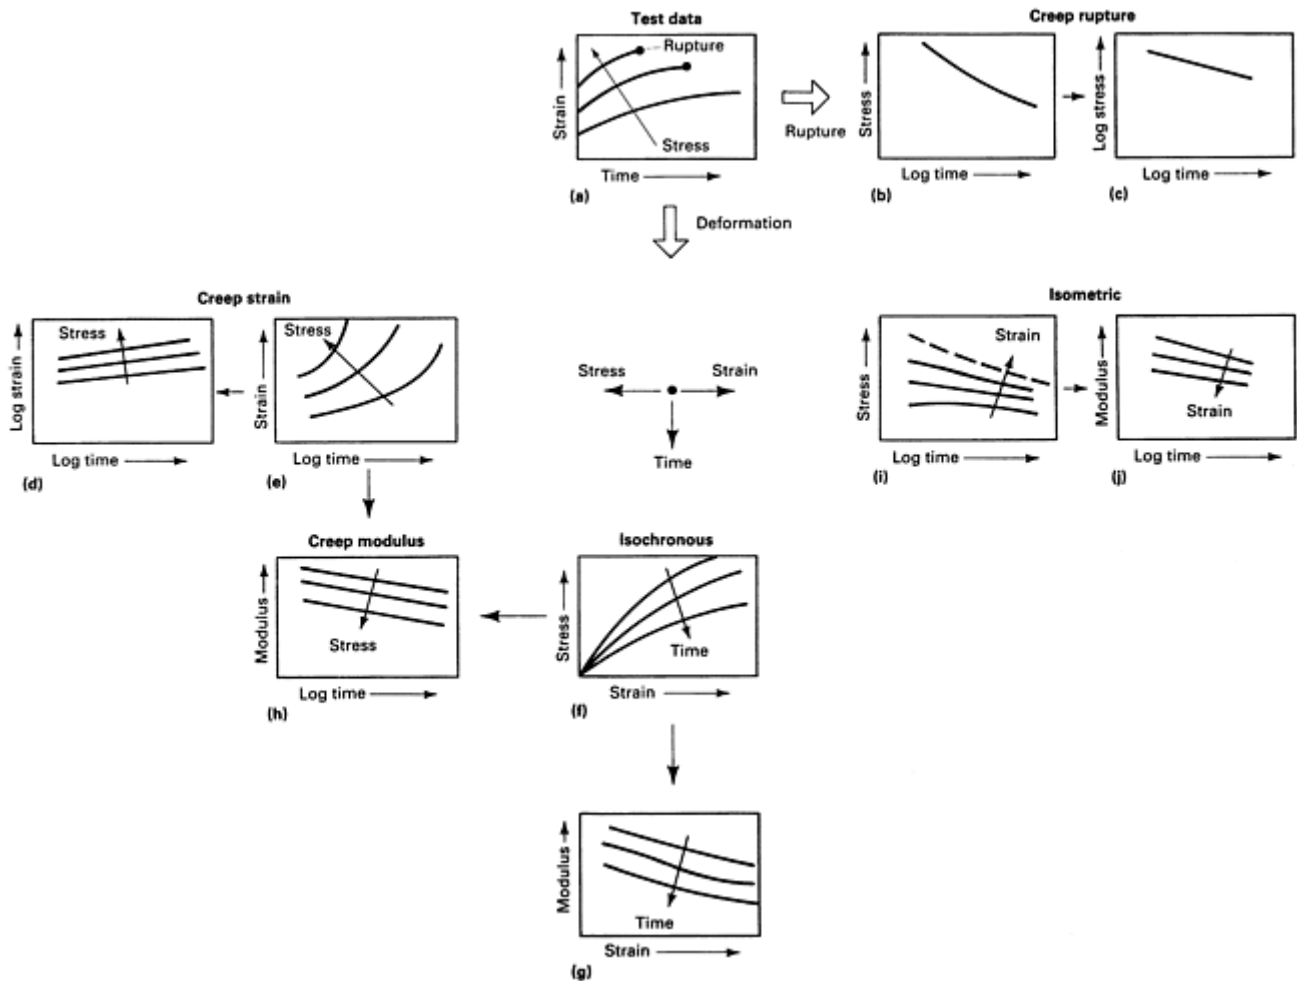 Test data
Strain
Rupture
Stress
Time
(a)
Rupture
Creep rupture
Stress
Log time
(b)
Log stress
Log time
(c)
Deformation
Creep strain
Log strain
Stress
Log time
(d)
Strain
Stress
Log time
(e)
Stress
Strain
Time
Isometric
Stress
Strain
Log time
(i)
Modulus
Strain
Log time
(j)
Creep modulus
Modulus
Stress
Log time
(h)
Isochronous
Stress
Time
Strain
(f)
Modulus
Time
Strain
(g)